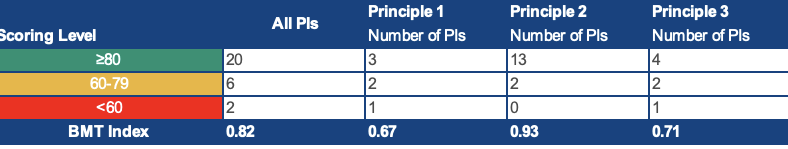 All PIs Principle 1 Principle 2 Principle 3
Scoring Level Number of PIs Number of PIs Number of PIs
≥80 20 3 13 4
60-79 6 2 2 2
<60 2 1 0 1
BMT Index 0.82 0.67 0.93 0.71